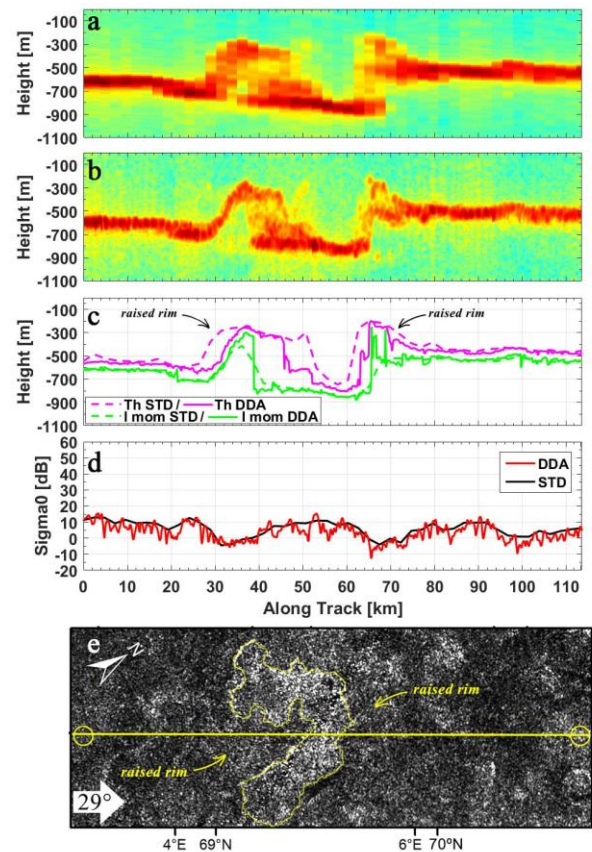 a
Height [m]
-100
-300
-500
-700
-900
-1100
b
Height [m]
-100
-300
-500
-700
-900
-1100
c
Height [m]
-100
-300
-500
-700
-900
-1100
raised rim
raised rim
Th STD / Th DDA
I mom STD/ I mom DDA
d
Sigma0 [dB]
60
50
40
30
20
10
0
-10
-20
DDA
STD
0 10 20 30 40 50 60 70 80 90 100 110
Along Track [km]
e
N
raised rim
raised rim
29°
4°E 69°N 6°E 70°N